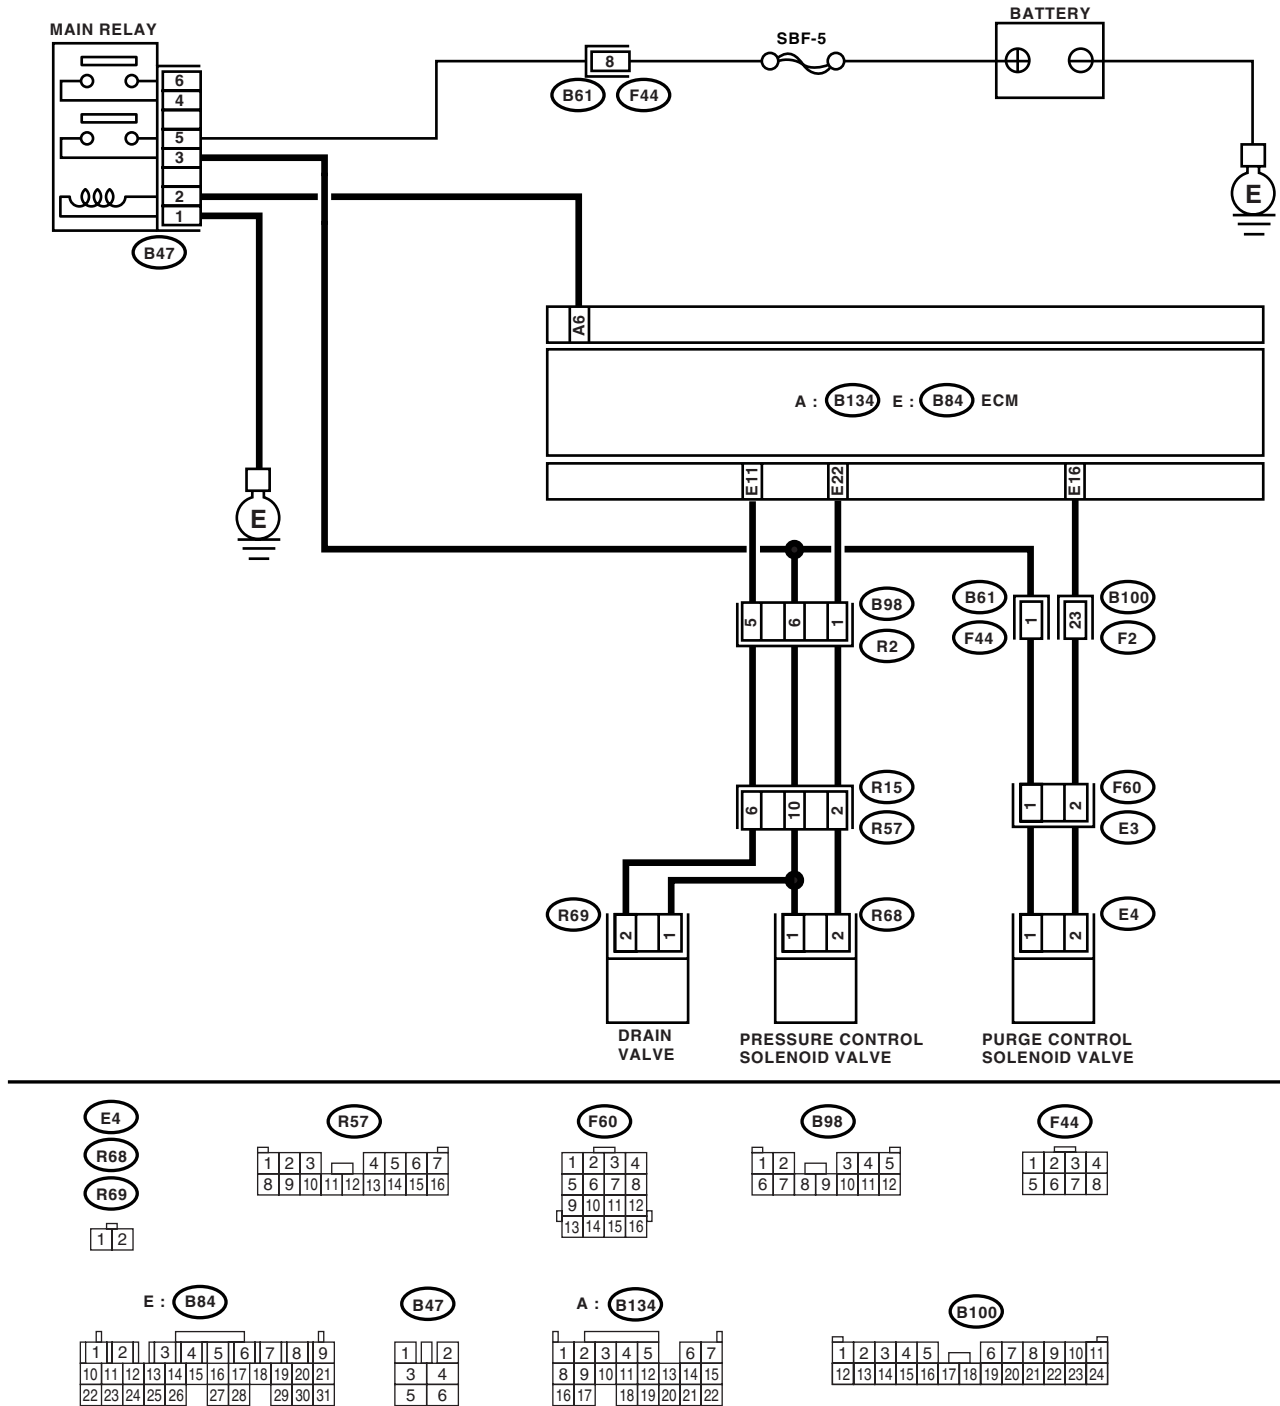 BATTERY
MAIN RELAY
SBF-5
8
B61 F44
6
4
5
3
2
1
B47
E
A6
A : B134 E : B84 ECM
E11 E22 E16
E
5 6 1
B98
R2
B61
F44
1 23
B100
F2
6 10 2
R15
R57
1 2
F60
E3
R69
2 1
1 2
R68
1 2
E4
DRAIN
VALVE
PRESSURE CONTROL
SOLENOID VALVE
PURGE CONTROL
SOLENOID VALVE
E4
R68
R69
1 2
R57
1 2 3 4 5 6 7
8 9 10 11 12 13 14 15 16
F60
1 2 3 4
5 6 7 8
9 10 11 12
13 14 15 16
B98
1 2 3 4 5
6 7 8 9 10 11 12
F44
1 2 3 4
5 6 7 8
E : B84
1 2 3 4 5 6 7 8 9
10 11 12 13 14 15 16 17 18 19 20 21
22 23 24 25 26 27 28 29 30 31
B47
1 2
3 4
5 6
A : B134
1 2 3 4 5 6 7
8 9 10 11 12 13 14 15
16 17 18 19 20 21 22
B100
1 2 3 4 5 6 7 8 9 10 11
12 13 14 15 16 17 18 19 20 21 22 23 24